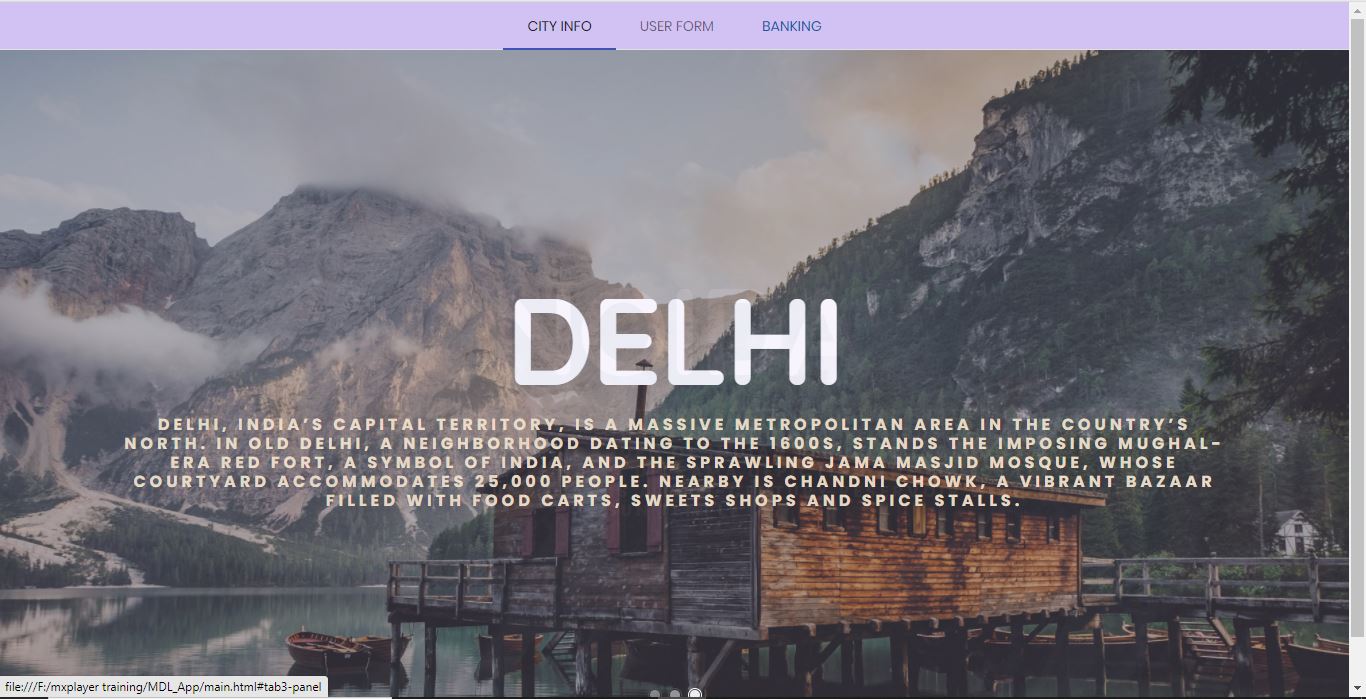 CITY INFO USER FORM BANKING
DELHI
DELHI, INDIA’S CAPITAL TERRITORY, IS A MASSIVE METROPOLITAN AREA IN THE COUNTRY’S
NORTH. IN OLD DELHI, A NEIGHBORHOOD DATING TO THE 1600S, STANDS THE IMPOSING MUGHAL-
ERA RED FORT, A SYMBOL OF INDIA, AND THE SPRAWLING JAMA MASJID MOSQUE, WHOSE
COURTYARD ACCOMMODATES 25,000 PEOPLE. NEARBY IS CHANDNI CHOWK, A VIBRANT BAZAAR
FILLED WITH FOOD CARTS, SWEETS SHOPS AND SPICE STALLS.
file:///F:/mxplayer training/MDL_App/main.html#tab3-panel